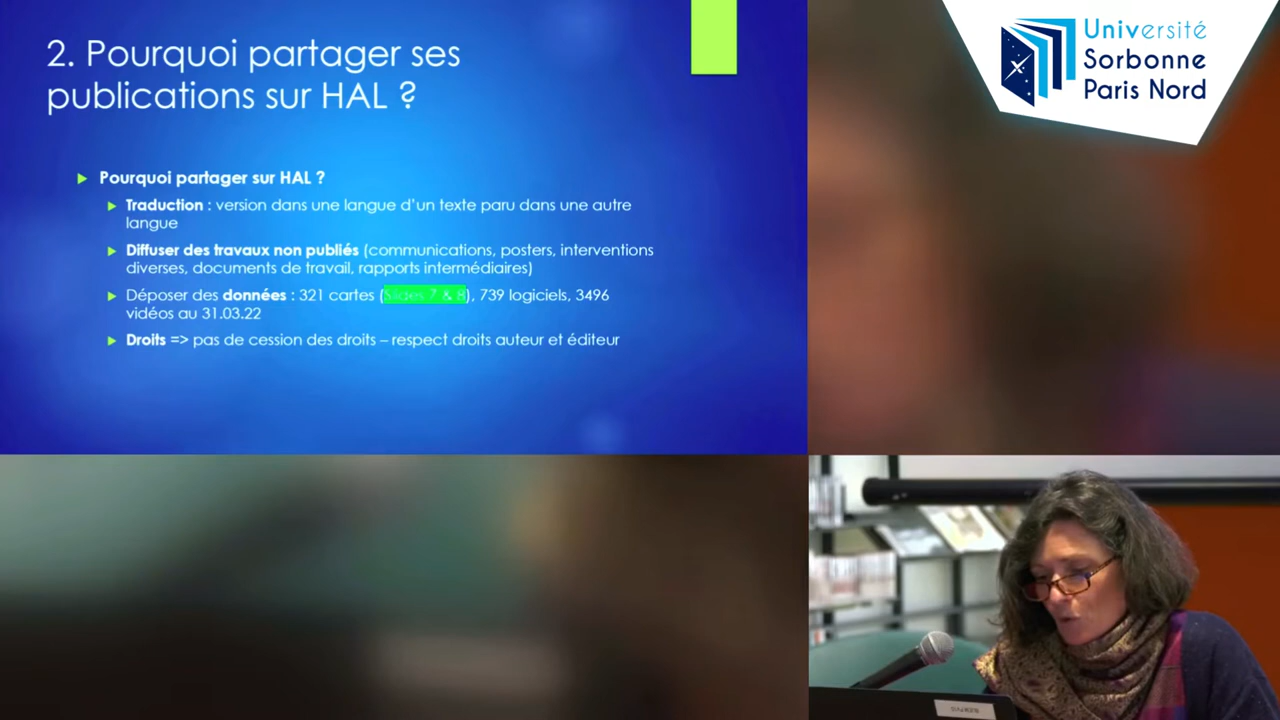 2. Pourquoi partager ses
publications sur HAL ?
Pourquoi partager sur HAL ?
Traduction : version dans une langue d'un texte paru dans une autre
langue
Diffuser des travaux non publiés (communications, posters, interventions
diverses, documents de travail, rapports intermédiaires)
Déposer des données : 321 cartes (Slides 7 & 8), 739 logiciels, 3496
vidéos au 31.03.22
Droits => pas de cession des droits – respect droits auteur et éditeur
Université
Sorbonne
Paris Nord